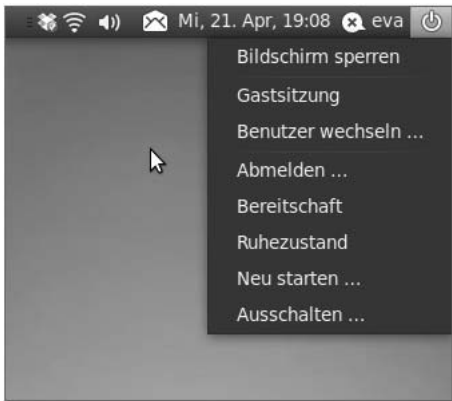 Mi, 21. Apr, 19:08 eva
Bildschirm sperren
Gastsitzung
Benutzer wechseln ...
Abmelden ...
Bereitschaft
Ruhezustand
Neu starten ...
Ausschalten ...